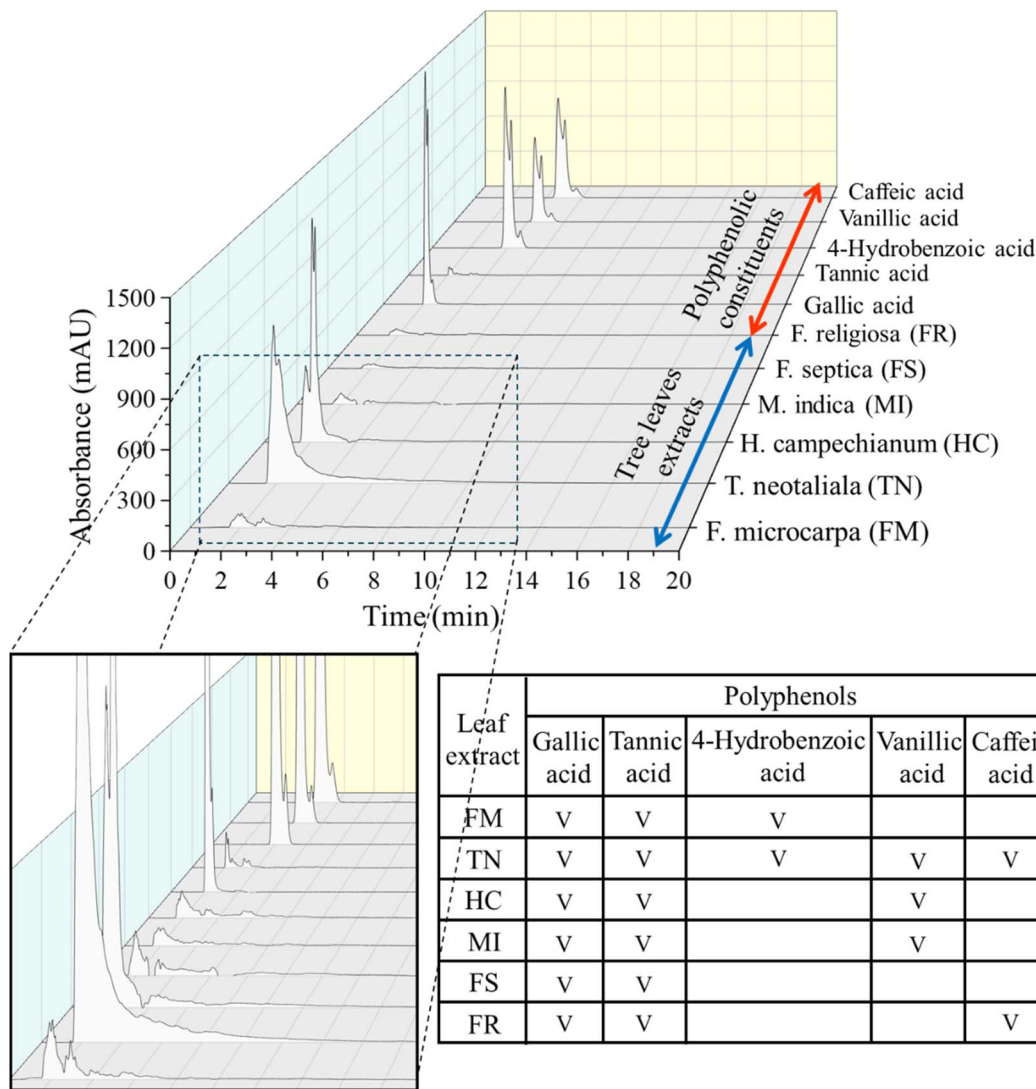 1500
1200
900
600
300
0
Absorbance (mAU)
0 2 4 6 8 10 12 14 16 18 20
Time (min)
Polyphenolic
constituents
Tree leaves
extracts
Caffeic acid
Vanillic acid
4-Hydrobenzoic acid
Tannic acid
Gallic acid
F. religiosa (FR)
F. septica (FS)
M. indica (MI)
H. campechianum (HC)
T. neotaliala (TN)
F. microcarpa (FM)
Leaf
extract
Polyphenols
Gallic
acid
Tannic
acid
4-Hydrobenzoic
acid
Vanillic
acid
Caffei
acid
FM V V V
TN V V V V V
HC V V V
MI V V V
FS V V
FR V V V